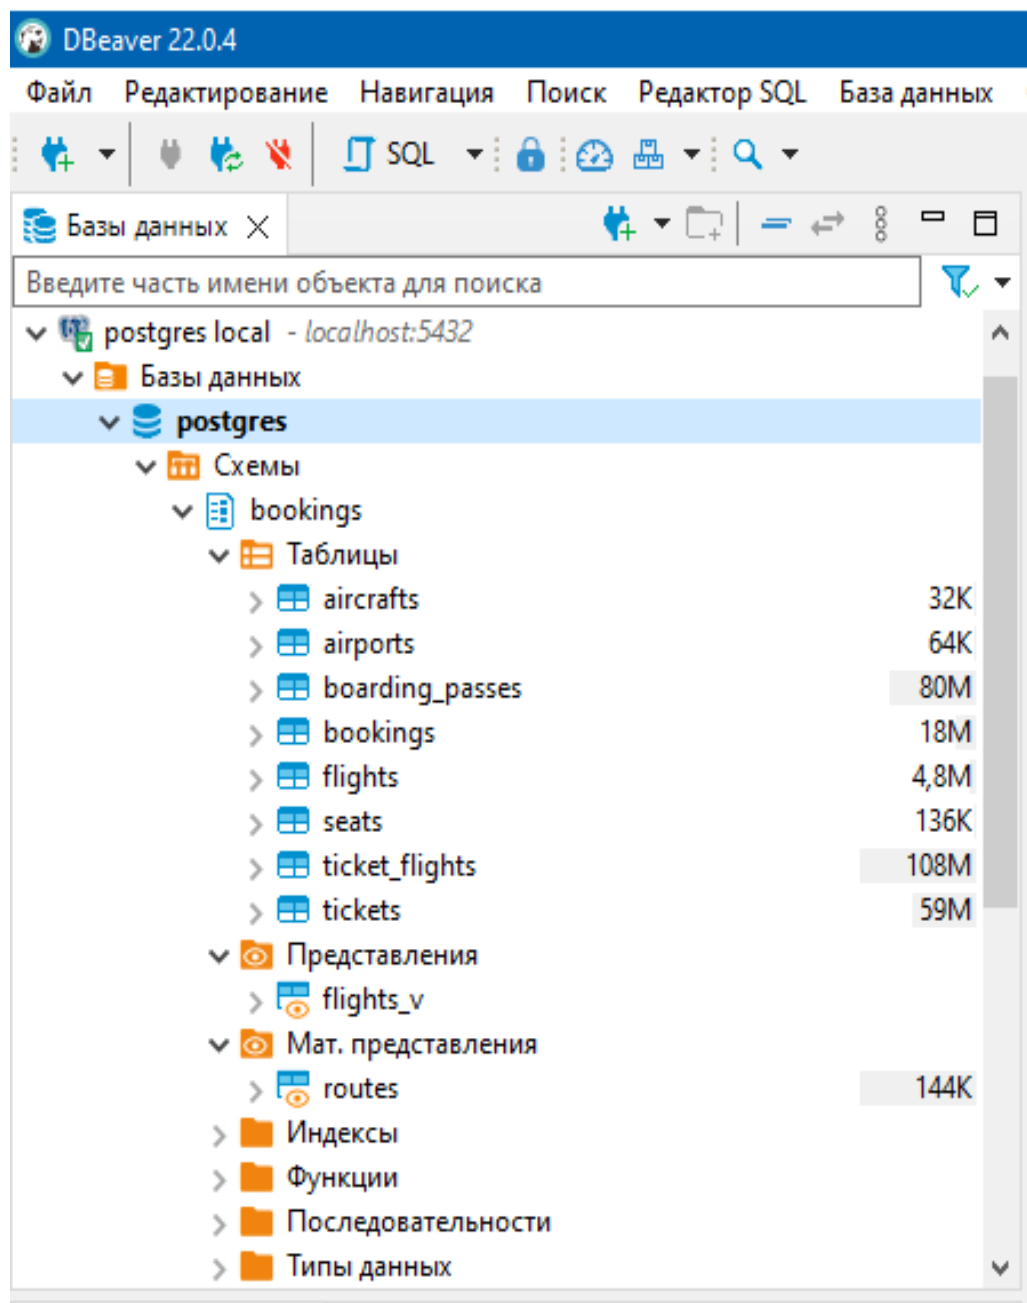 DBeaver 22.0.4
Файл Редактирование Навигация Поиск Редактор SQL База данных
SQL
Базы данных
Введите часть имени объекта для поиска
postgres local - localhost:5432
Базы данных
postgres
Схемы
bookings
Таблицы
aircrafts 32K
airports 64K
boarding_passes 80M
bookings 18M
flights 4,8M
seats 136K
ticket_flights 108M
tickets 59M
Представления
flights_v
Мат. представления
routes 144K
Индексы
Функции
Последовательности
Типы данных